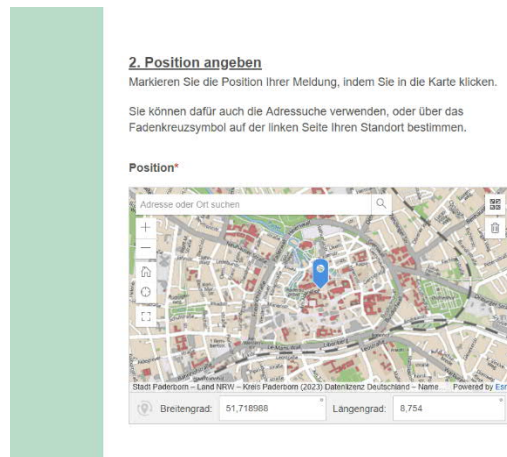 2. Position angeben
Markieren Sie die Position Ihrer Meldung, indem Sie in die Karte klicken.
Sie können dafür auch die Adressuche verwenden, oder über das
Fadenkreuzsymbol auf der linken Seite Ihren Standort bestimmen.
Position*
Adresse oder Ort suchen
Stadt Paderborn – Land NRW – Kreis Paderborn (2023) Datenlizenz Deutschland – Name... Powered by Esri
Breitengrad: 51,718988 Längengrad: 8,754